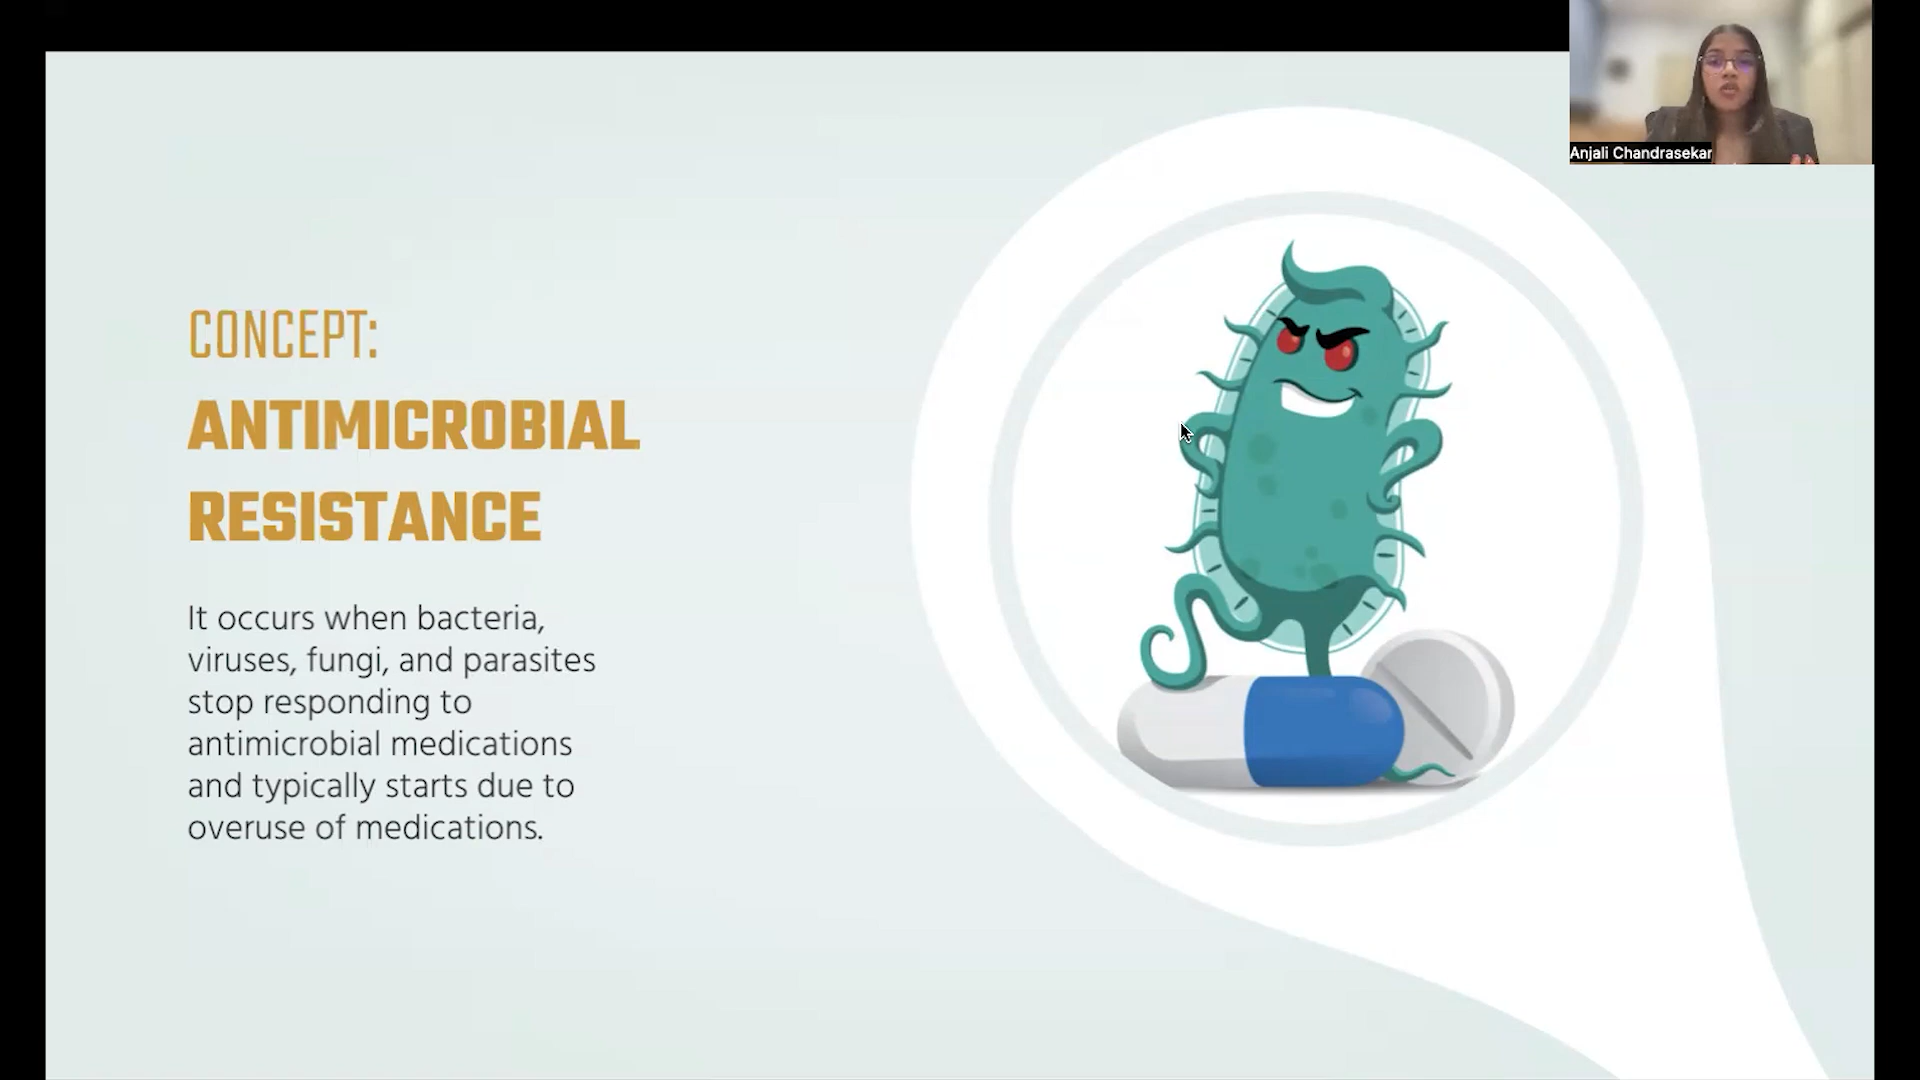 Anjali Chandrasekar
CONCEPT:
ANTIMICROBIAL
RESISTANCE
It occurs when bacteria,
viruses, fungi, and parasites
stop responding to
antimicrobial medications
and typically starts due to
overuse of medications.